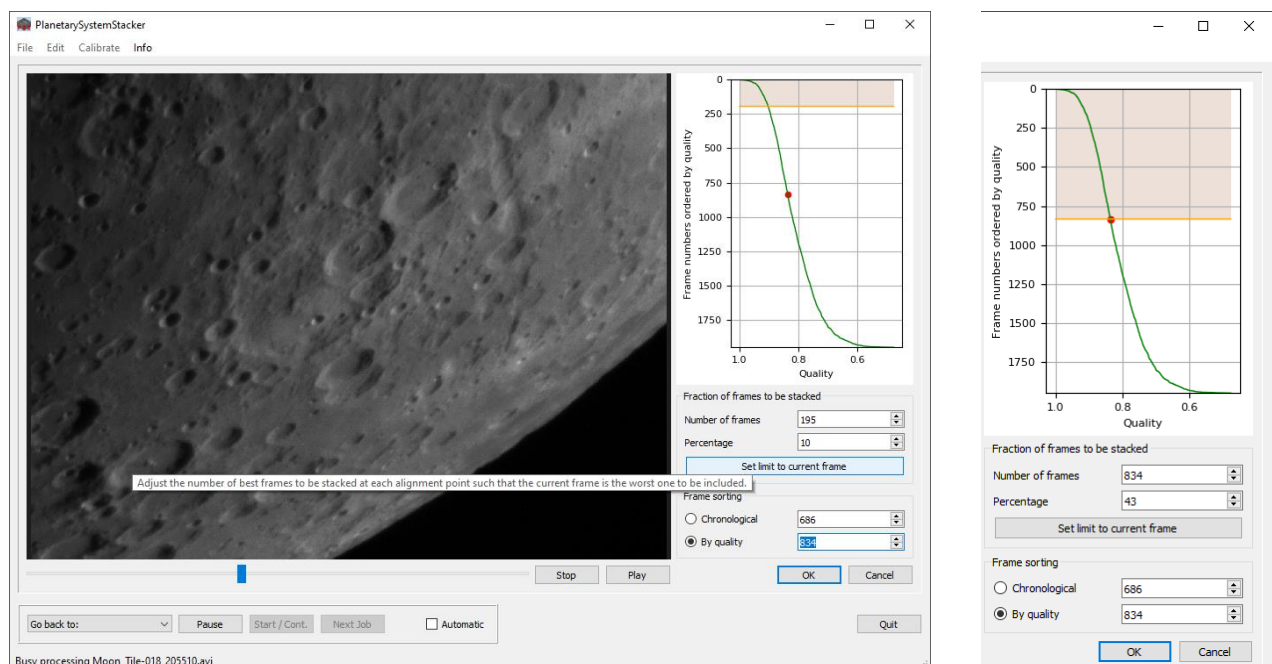 PlanetarySystemStacker
File Edit Calibrate Info
0
250
500
750
1000
1250
1500
1750
Frame numbers ordered by quality
1.0 0.8 0.6
Quality
Fraction of frames to be stacked
Number of frames 195
Percentage 10
Set limit to current frame
Adjust the number of best frames to be stacked at each alignment point such that the current frame is the worst one to be included.
Frame sorting
Chronological 686
By quality 834
Stop Play OK Cancel
Go back to: Pause Start / Cont. Next Job Automatic Quit
Busy processing Moon_Tile-018_205510.avi
0
250
500
750
1000
1250
1500
1750
Frame numbers ordered by quality
1.0 0.8 0.6
Quality
Fraction of frames to be stacked
Number of frames 834
Percentage 43
Set limit to current frame
Frame sorting
Chronological 686
By quality 834
OK Cancel